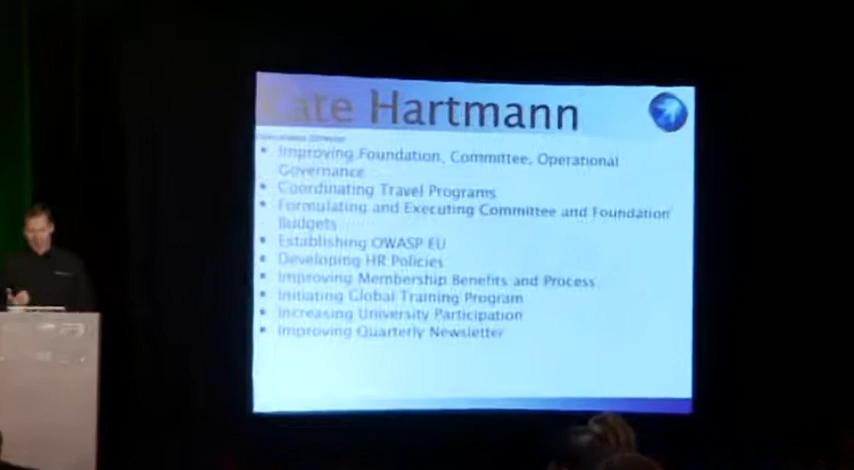 Kate Hartmann
• Improving Foundation, Committee, Operational
Governance
• Coordinating Travel Programs
• Formulating and Executing Committee and Foundation
Budgets
• Establishing OWASP EU
• Developing HR Policies
• Improving Membership Benefits and Process
• Initiating Global Training Program
• Increasing University Participation
• Improving Quarterly Newsletter